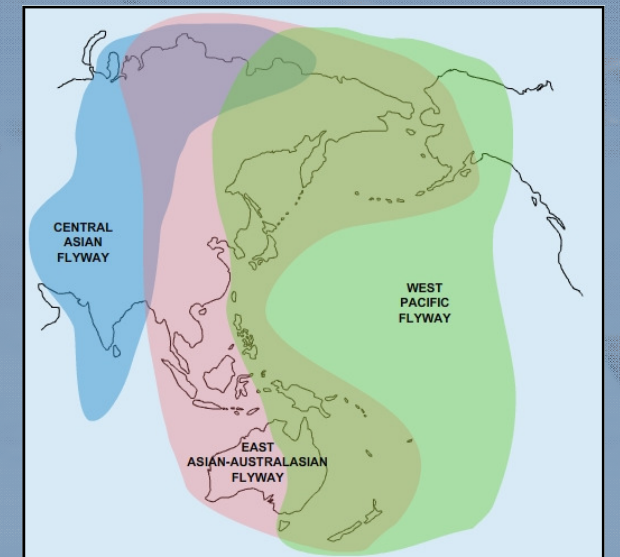 CENTRAL
ASIAN
FLYWAY
WEST
PACIFIC
FLYWAY
EAST
ASIAN-AUSTRALASIAN
FLYWAY